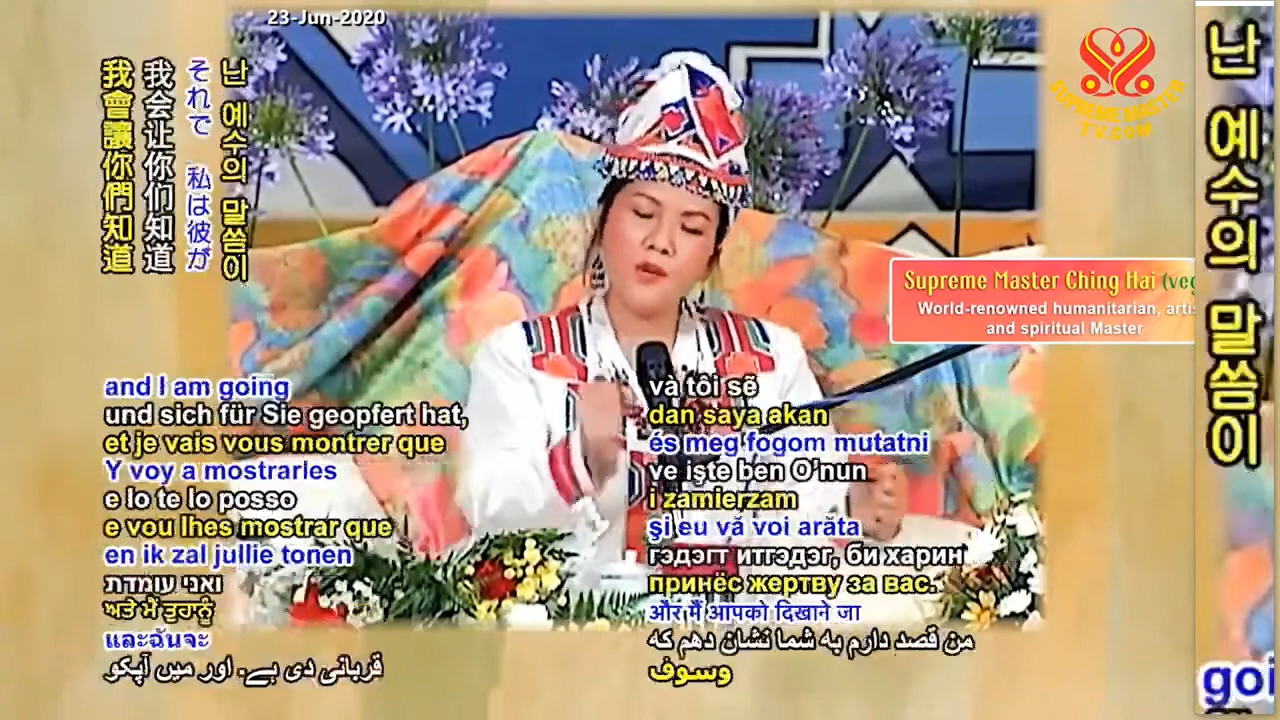 23-Jun-2020
我會讓你們知道
我会让你们知道
それで 私は彼が
난 예수의 말씀이
SUPREME MASTER
TV.COM
Supreme Master Ching Hai (veg
World-renowned humanitarian, artis
and spiritual Master
and I am going
und sich für Sie geopfert hat,
et je vais vous montrer que
Y voy a mostrarles
e lo te lo posso
e vou lhes mostrar que
en ik zal jullie tonen
ואני עומדת
ਅਤੇ ਮੈਂ ਤੁਹਾਨੂੰ
และฉันจะ
قربانی دی ہے۔ اور میں آپکو
và tôi sẽ
dan saya akan
és meg fogom mutatni
ve işte ben O'nun
i zamierzam
şi eu vă voi arăta
гэдэгт итгэдэг, би харин
принёс жертву за вас.
और मैं आपको दिखाने जा
من قصد دارم به شما نشان دهم که
وسوف
난 예수의 말씀이
goi